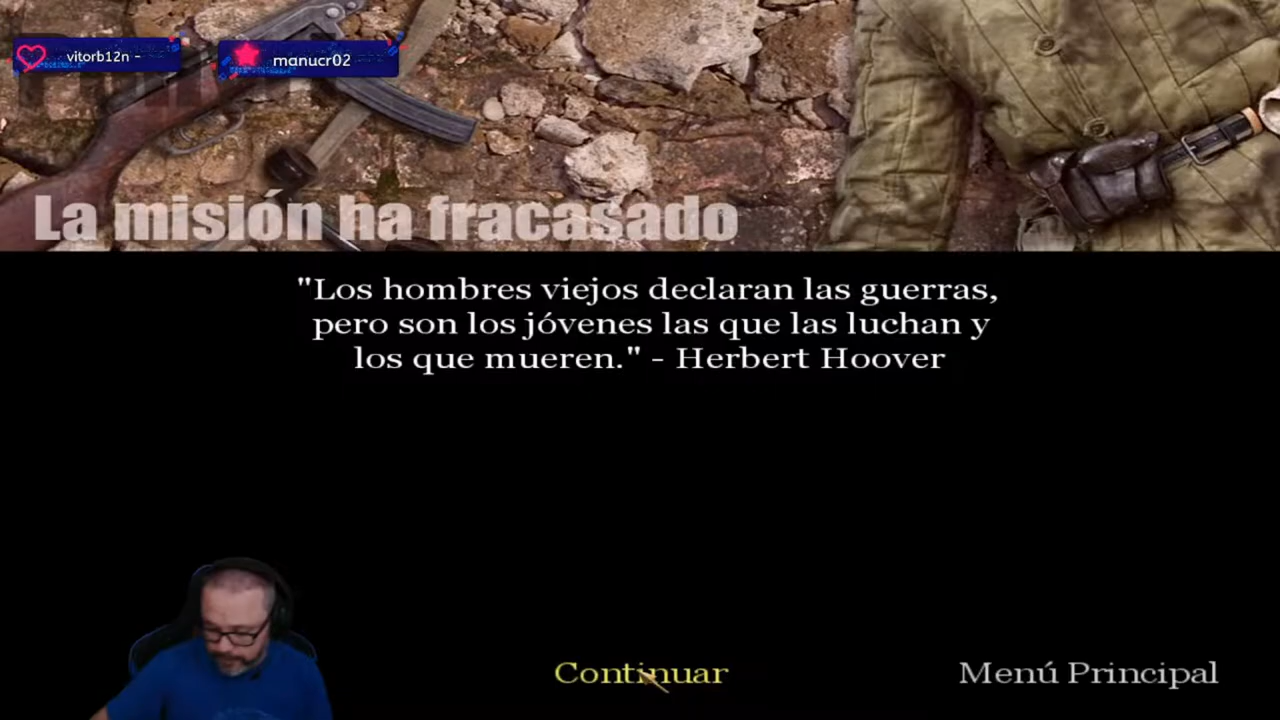 vitorb12n -
manucr02
La misión ha fracasado
"Los hombres viejos declaran las guerras,
pero son los jóvenes las que las luchan y
los que mueren." - Herbert Hoover
Continuar
Menú Principal